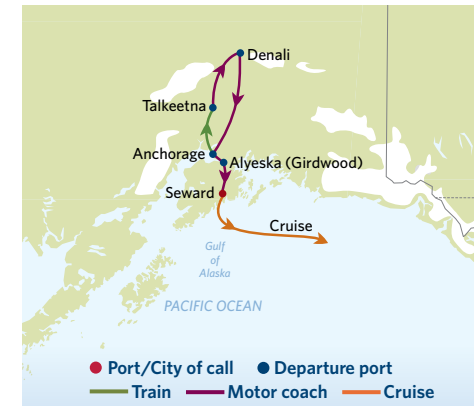 Denali
Talkeetna
Anchorage
Alyeska (Girdwood)
Seward
Cruise
Gulf
of
Alaska
PACIFIC OCEAN
Port/City of call
Departure port
Train
Motor coach
Cruise